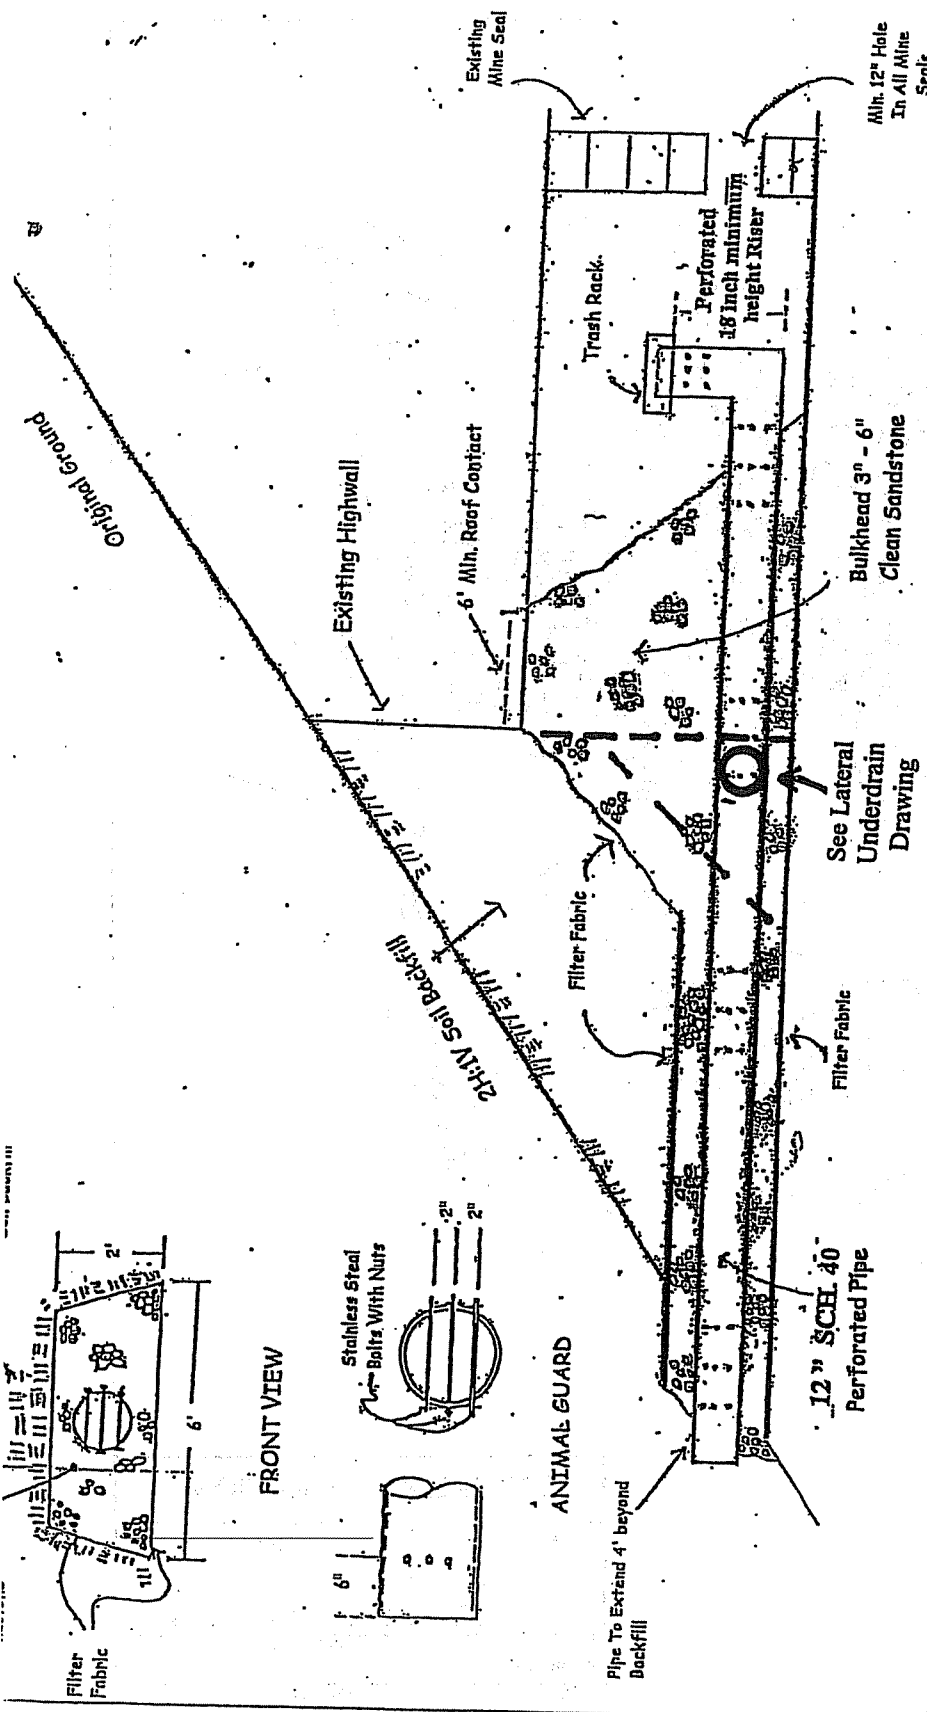 Existing
Mine Seal
Min. 12" Hole
In All Mine
Seals
Original Ground
Existing Highwall
6' Min. Roof Contact
Trash Rack
Perforated
18 inch minimum
height Riser
Bulkhead 3" - 6"
Clean Sandstone
2H:1V Soil Backfill
Filter Fabric
See Lateral
Underdrain
Drawing
Filter Fabric
12" SCH. 40
Perforated Pipe
Pipe To Extend 4' beyond
Backfill
2'
6'
FRONT VIEW
Filter
Fabric
Stainless Steal
Bolts With Nuts
2"
2"
6"
ANIMAL GUARD